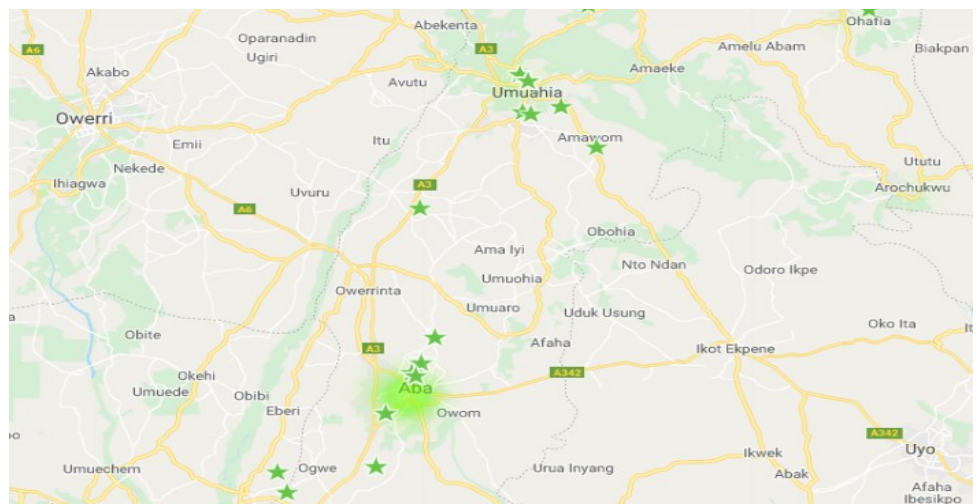 Abekenta
Ohafia
A6
Oparanadin
A3
Amelu Abam
Biakpan
Ugiri
Akabo
Avutu
Amaeke
Umuahia
Owerri
Itu
Amawom
Emii
Nekede
Ututu
Ihiagwa
Uvuru
A3
Arochukwu
A6
Obohia
Ama Iyi
Nto Ndan
Odoro Ikpe
Umuohia
Owerrinta
Umuaro
Uduk Usung
Obite
Oko Ita
It
Afaha
A3
Ikot Ekpene
Okehi
A342
Umuede
Obibi
Aba
Eberi
Owom
A342
Uyo
Ikwek
Umuechem
Ogwe
Urua Inyang
Abak
Afaha
Ibesikpo